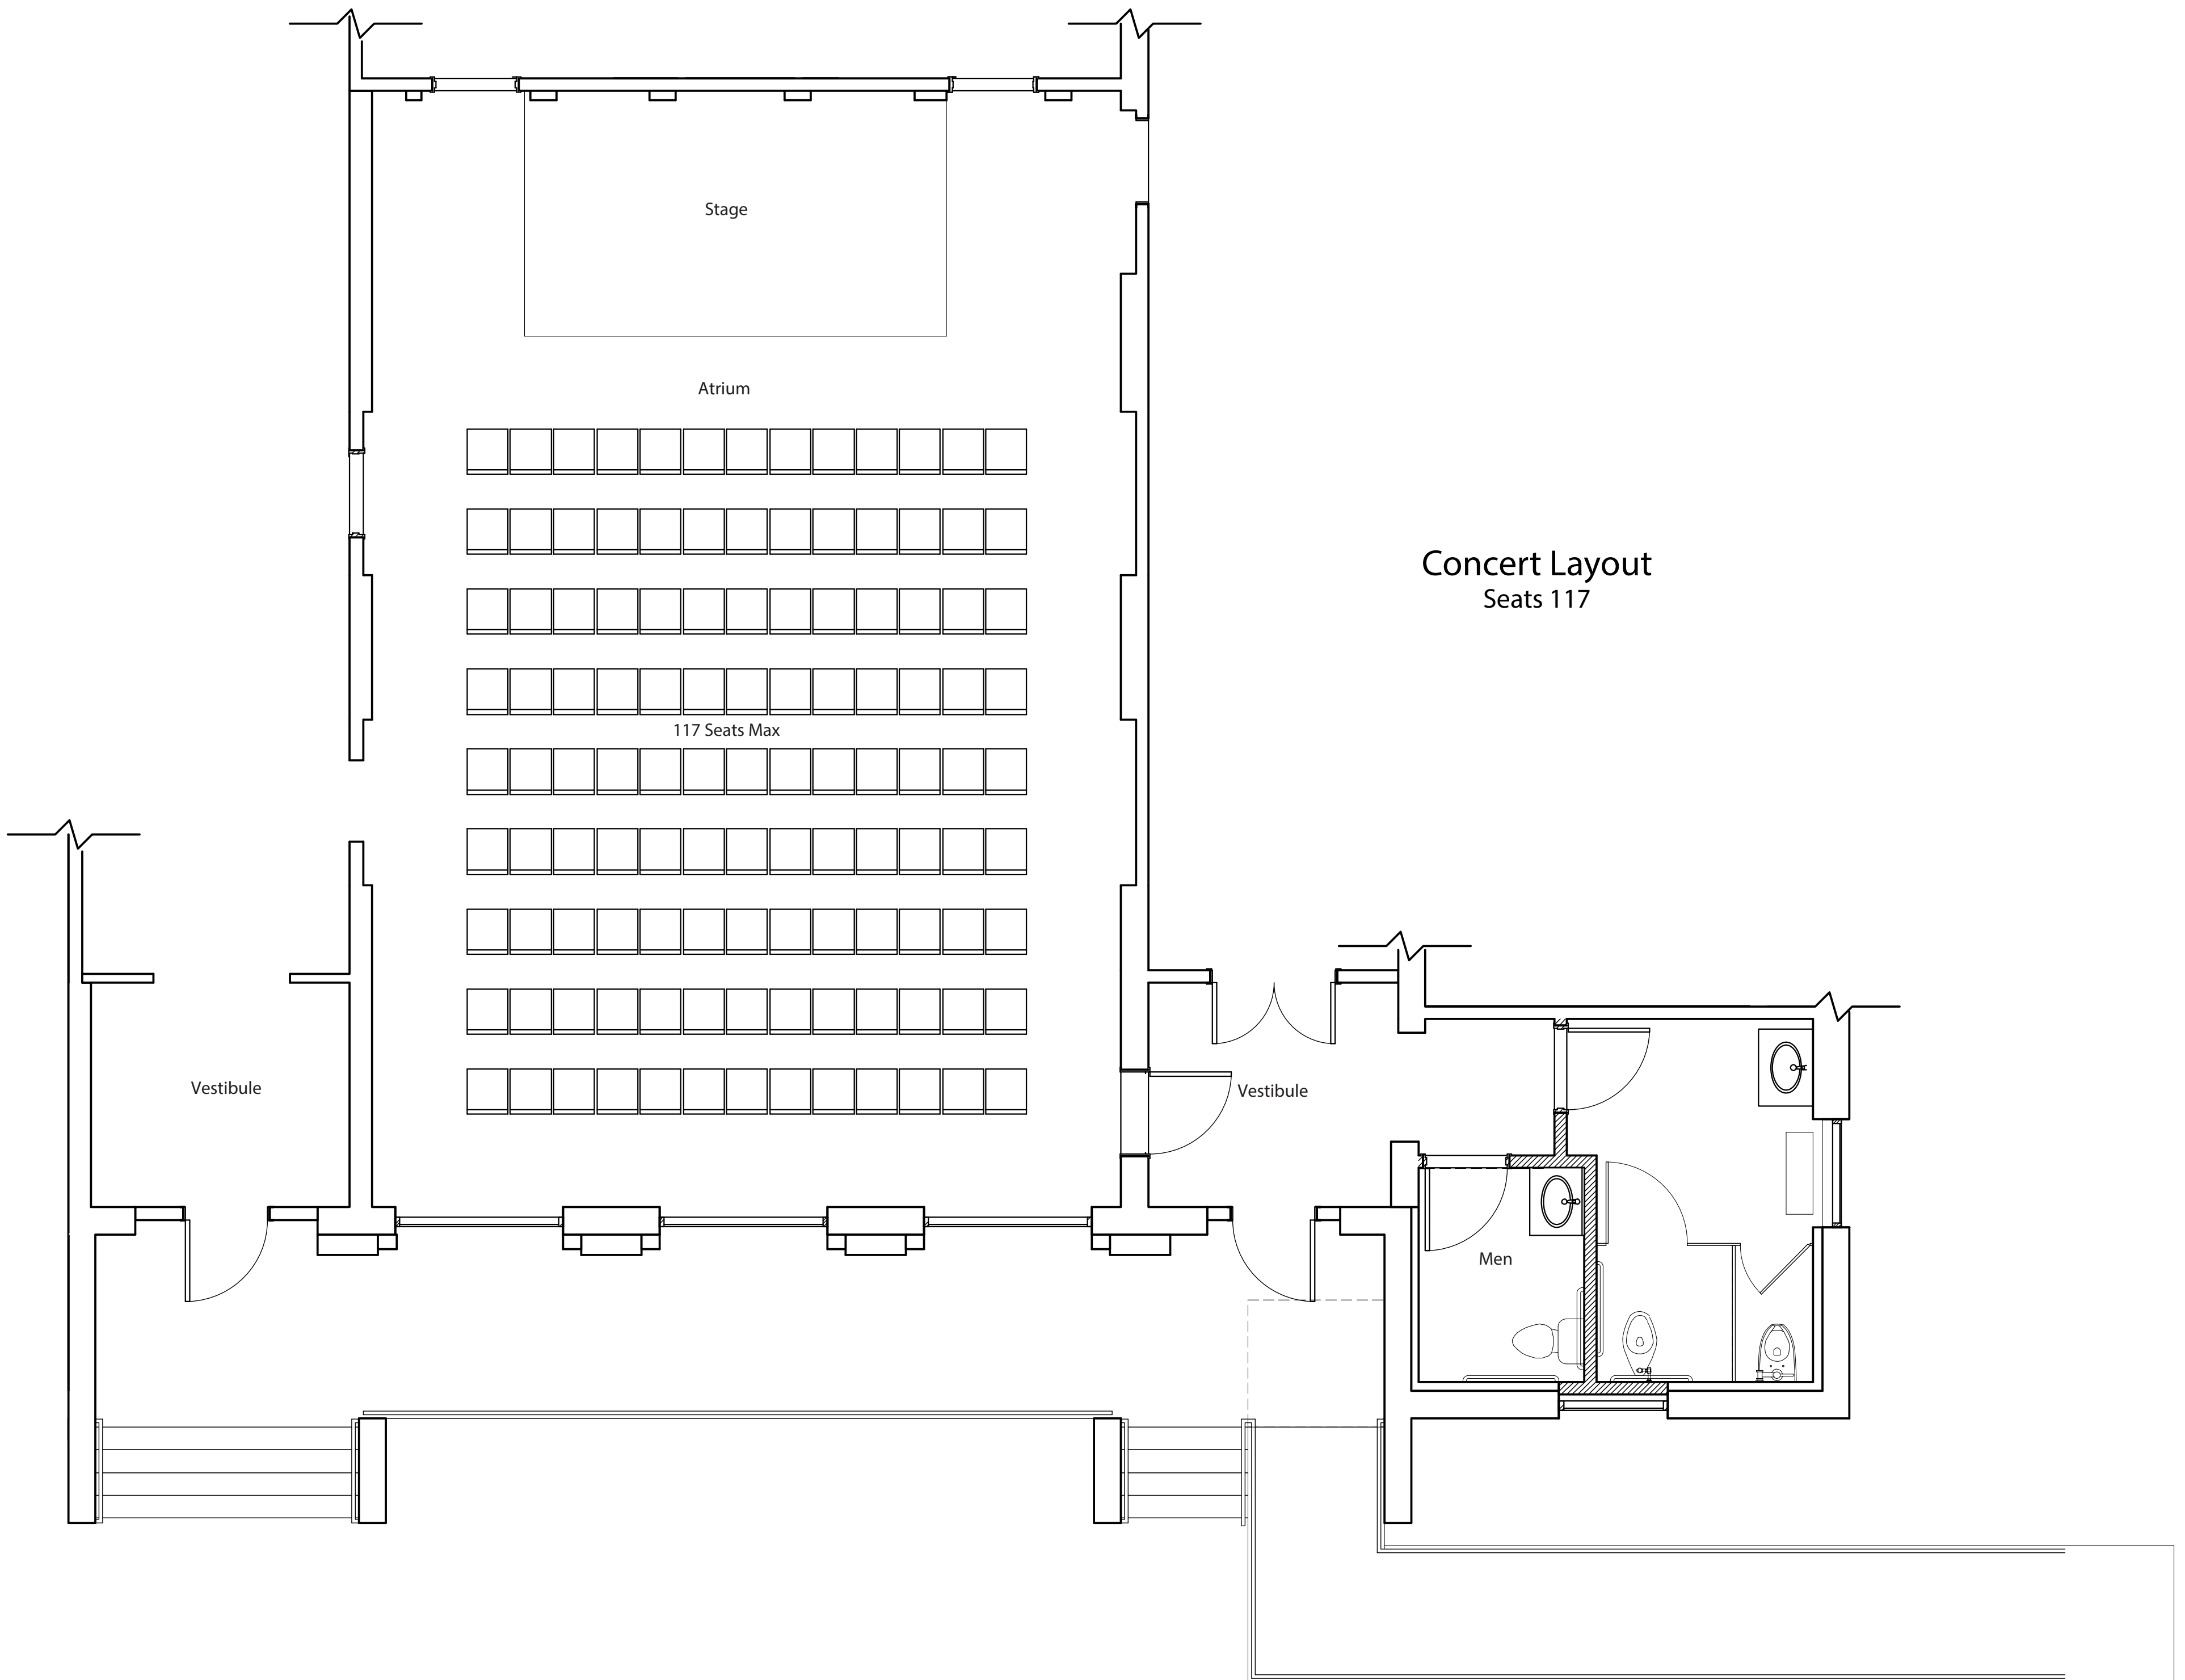 Stage
Atrium
Concert Layout
Seats 117
117 Seats Max
Vestibule
Vestibule
Men